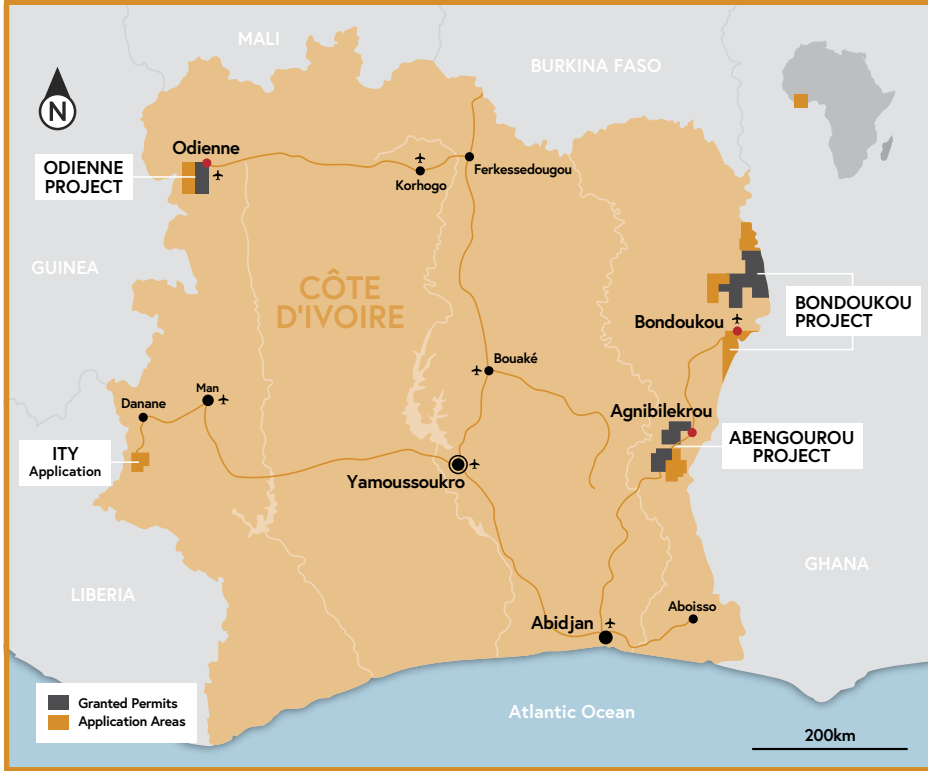 MALI
BURKINA FASO
N
Odienne
ODIENNE
PROJECT
Korhogo
Ferkessedougou
GUINEA
CÔTE
D'IVOIRE
BONDOUKOU
PROJECT
Bondoukou
Bouaké
Man
Danane
Agnibilekrou
ABENGOUROU
PROJECT
ITY
Application
Yamoussoukro
GHANA
LIBERIA
Aboisso
Abidjan
Granted Permits
Application Areas
Atlantic Ocean
200km